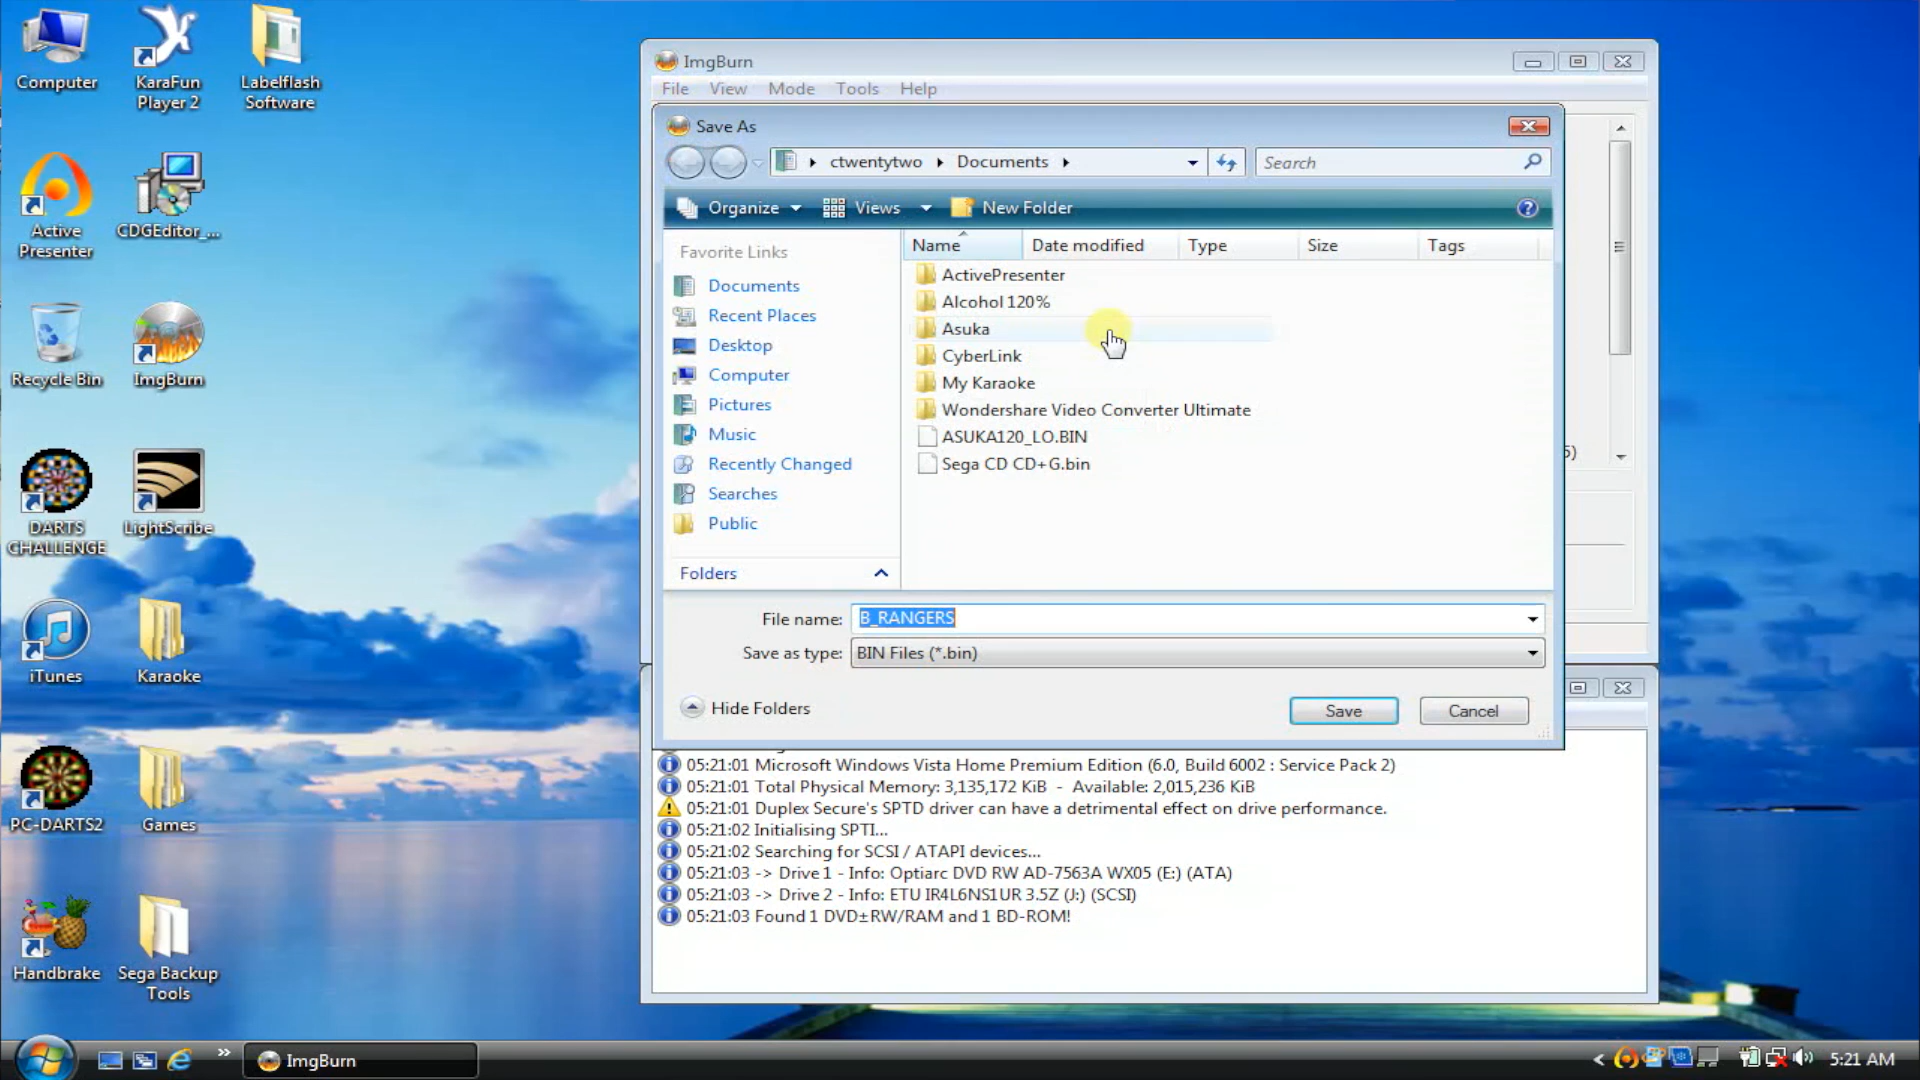 Computer
KaraFun
Player 2
Labelflash
Software
Active
Presenter
CDGEditor_...
Recycle Bin
ImgBurn
DARTS
CHALLENGE
LightScribe
iTunes
Karaoke
PC-DARTS2
Games
Handbrake
Sega Backup
Tools
ImgBurn
File View Mode Tools Help
Save As
ctwentytwo Documents
Search
Organize Views New Folder
Favorite Links
Documents
Recent Places
Desktop
Computer
Pictures
Music
Recently Changed
Searches
Public
Folders
Name Date modified Type Size Tags
ActivePresenter
Alcohol 120%
Asuka
CyberLink
My Karaoke
Wondershare Video Converter Ultimate
ASUKA120_LO.BIN
Sega CD CD+G.bin
File name: B_RANGERS
Save as type: BIN Files (*.bin)
Hide Folders
Save Cancel
05:21:01 Microsoft Windows Vista Home Premium Edition (6.0, Build 6002 : Service Pack 2)
05:21:01 Total Physical Memory: 3,135,172 KiB - Available: 2,015,236 KiB
05:21:01 Duplex Secure's SPTD driver can have a detrimental effect on drive performance.
05:21:02 Initialising SPTI...
05:21:02 Searching for SCSI / ATAPI devices...
05:21:03 -> Drive 1 - Info: Optiarc DVD RW AD-7563A WX05 (E:) (ATA)
05:21:03 -> Drive 2 - Info: ETU IR4L6NS1UR 3.5Z (J:) (SCSI)
05:21:03 Found 1 DVD±RW/RAM and 1 BD-ROM!
ImgBurn
5:21 AM